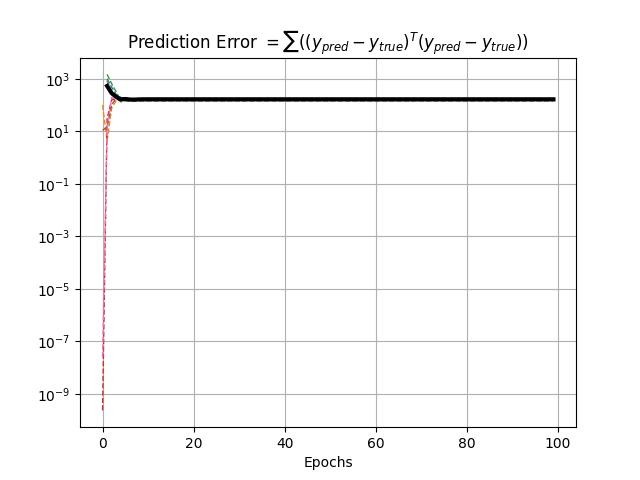 Prediction Error $= \sum((y_{pred} - y_{true})^T(y_{pred} - y_{true}))$
10³
10¹
10⁻¹
10⁻³
10⁻⁵
10⁻⁷
10⁻⁹
0 20 40 60 80 100
Epochs